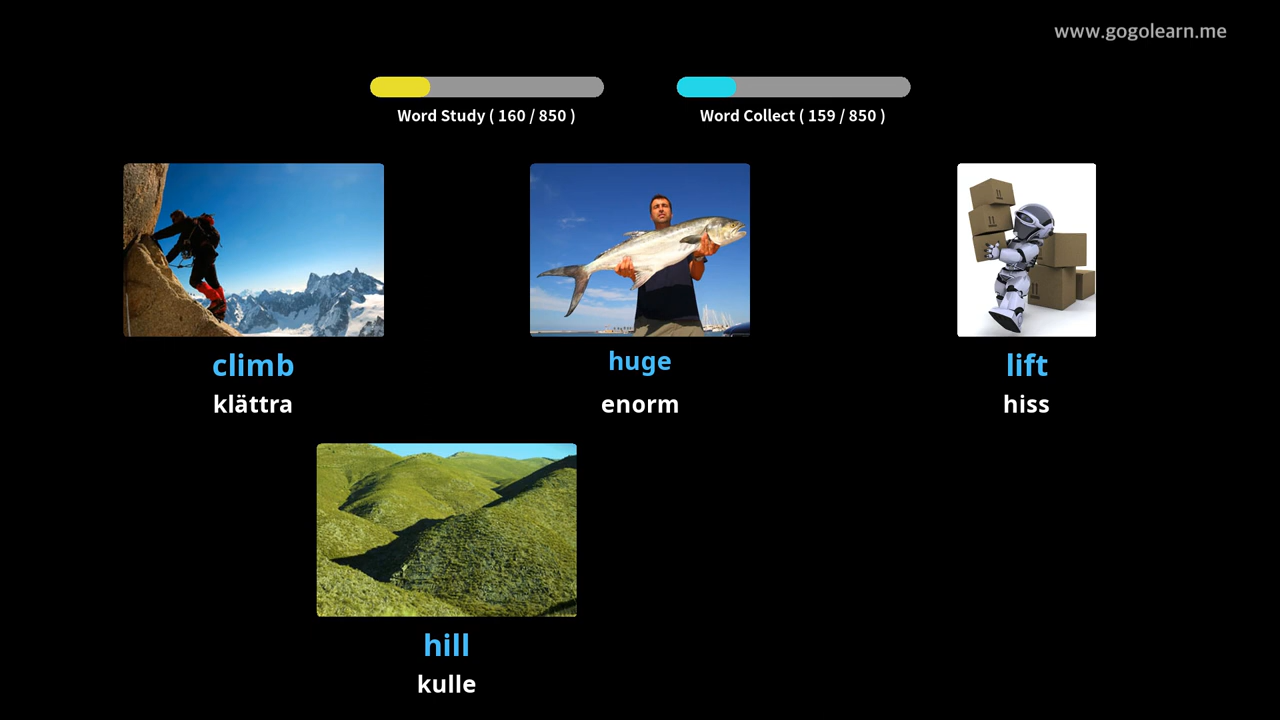 www.gogolearn.me
Word Study ( 160 / 850 )
Word Collect ( 159 / 850 )
climb
klättra
huge
enorm
lift
hiss
hill
kulle